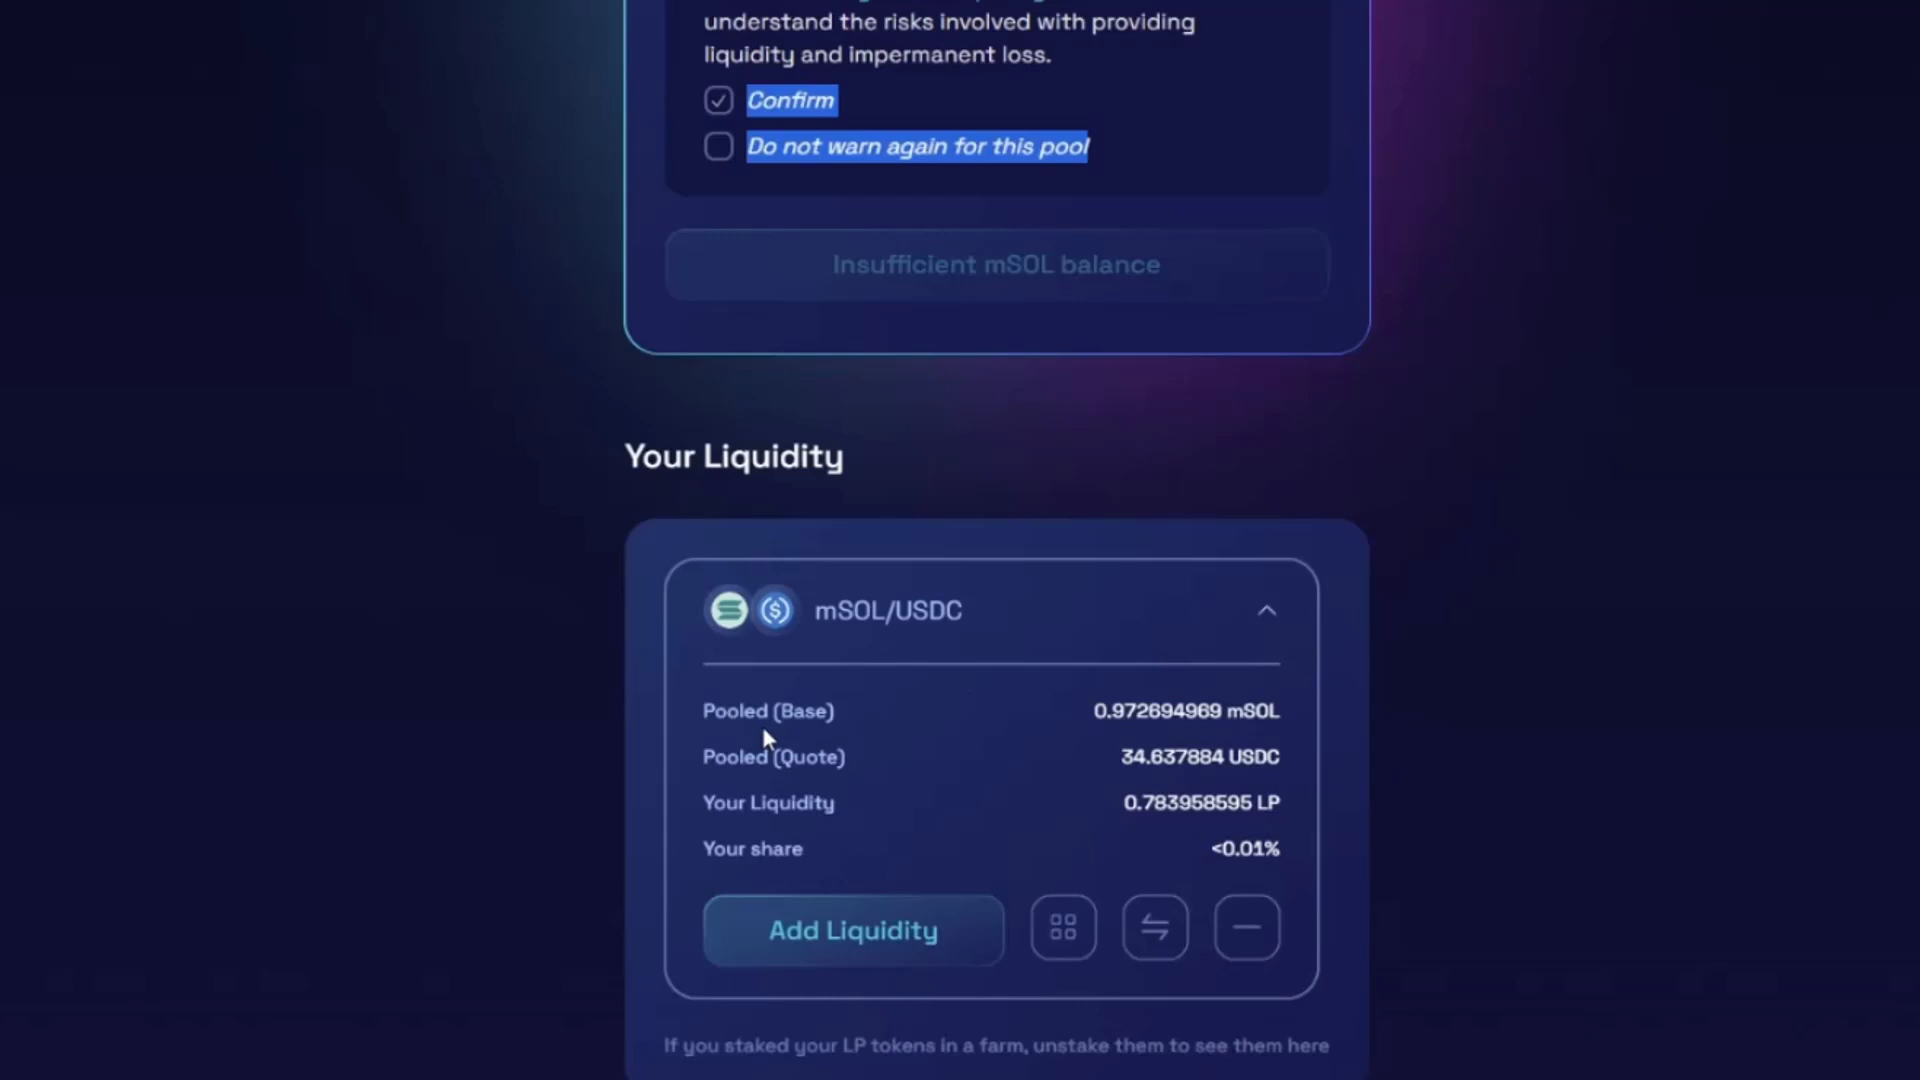 understand the risks involved with providing
liquidity and impermanent loss.
Confirm
Do not warn again for this pool
Insufficient mSOL balance
Your Liquidity
mSOL/USDC
Pooled (Base) 0.972694969 mSOL
Pooled (Quote) 34.637884 USDC
Your Liquidity 0.783958595 LP
Your share <0.01%
Add Liquidity
If you staked your LP tokens in a farm, unstake them to see them here